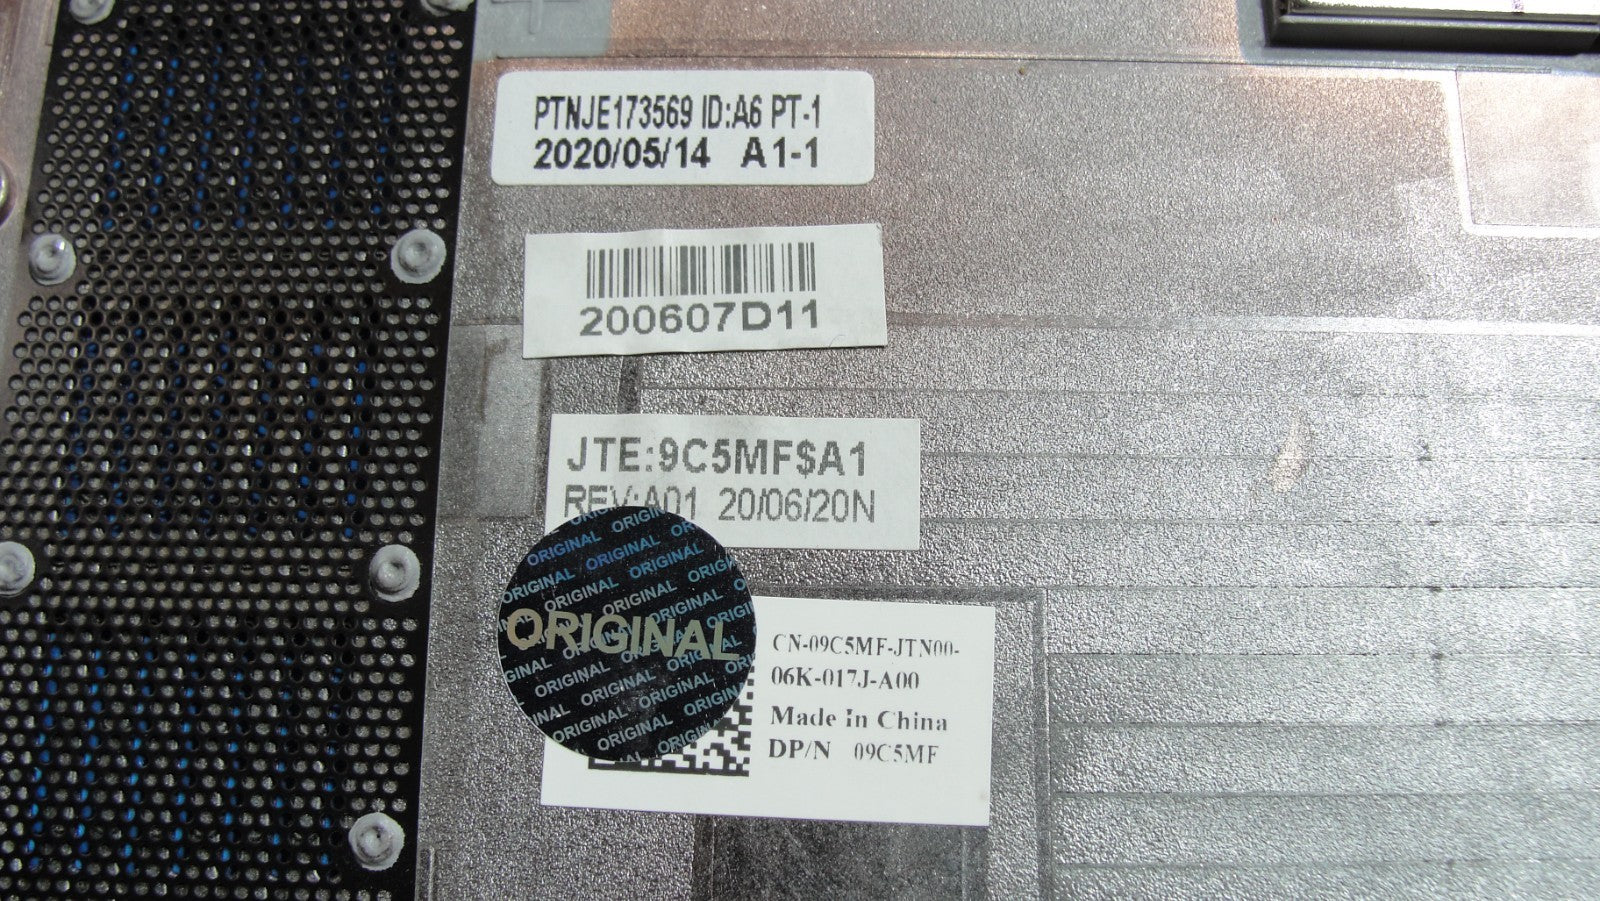 PTNJE173569 ID:A6 PT-1
2020/05/14 A1-1
200607D11
JTE:9C5MF$A1
REV:A01 20/06/20N
ORIGINAL
CN-09C5MF-JTN00-
06K-017J-A00
Made In China
DP/N 09C5MF